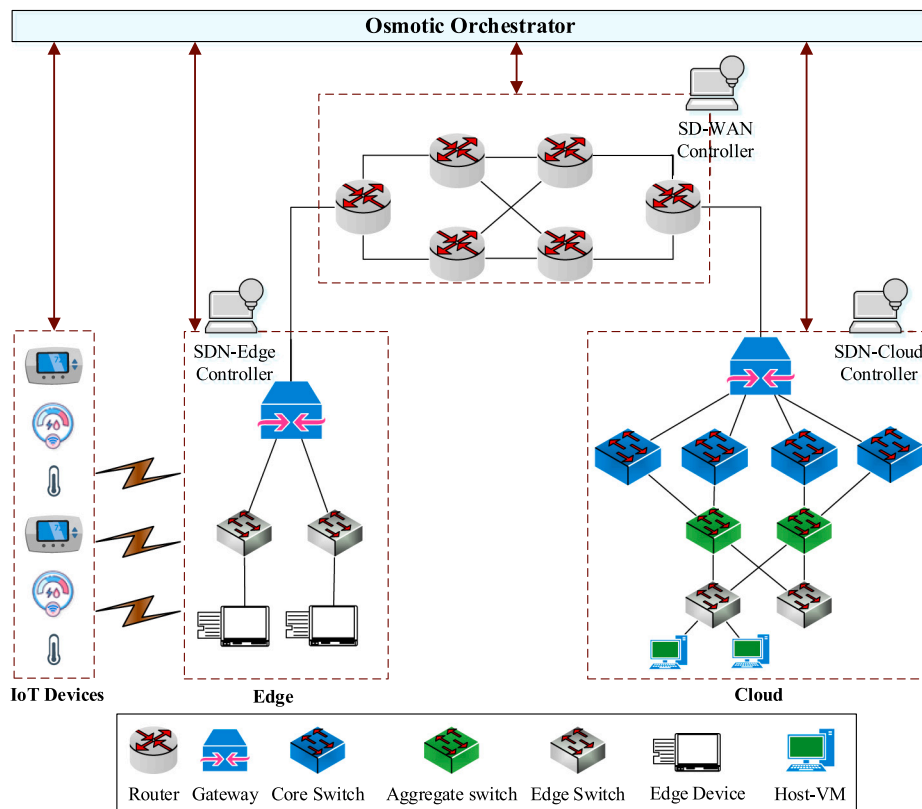 Osmotic Orchestrator
SD-WAN
Controller
SDN-Edge
Controller
SDN-Cloud
Controller
IoT Devices
Edge
Cloud
Router
Gateway
Core Switch
Aggregate switch
Edge Switch
Edge Device
Host-VM